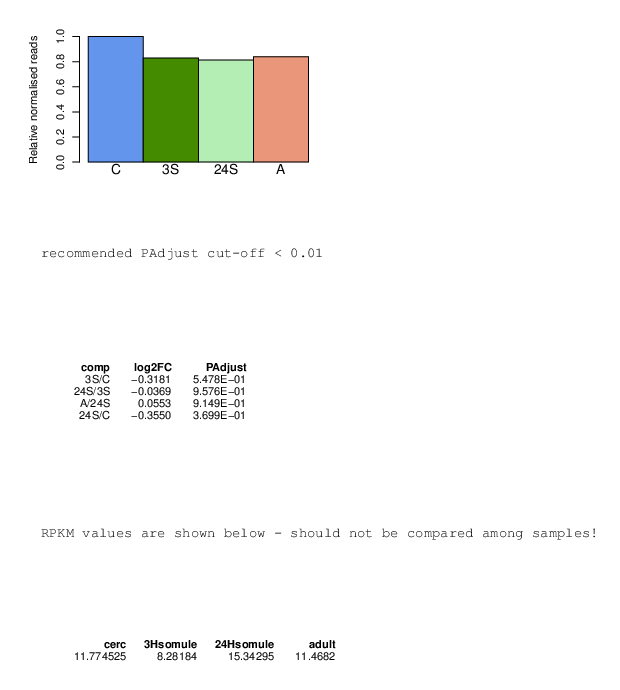 Relative normalised reads
1.0
0.8
0.6
0.4
0.2
0.0
C 3S 24S A
recommended PAdjust cut-off < 0.01
comp log2FC PAdjust
3S/C −0.3181 5.478E−01
24S/3S −0.0369 9.576E−01
A/24S 0.0553 9.149E−01
24S/C −0.3550 3.699E−01
RPKM values are shown below - should not be compared among samples!
cerc 3Hsomule 24Hsomule adult
11.774525 8.28184 15.34295 11.4682